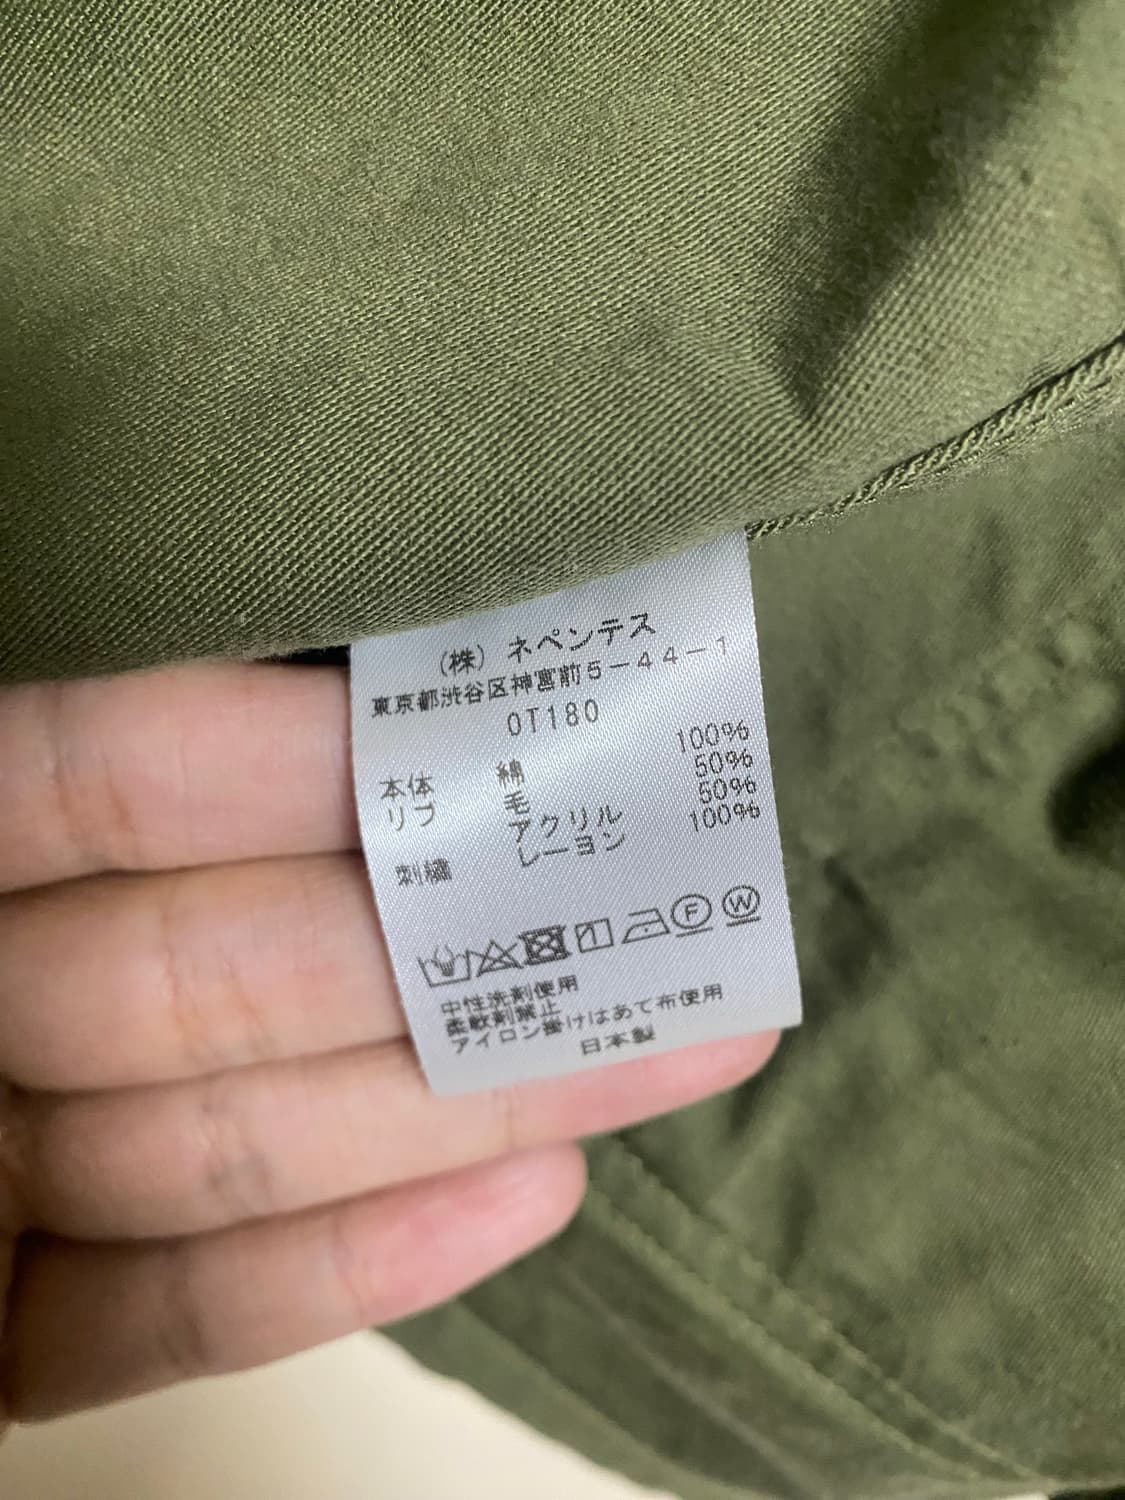 (株) ネペンテス
東京都渋谷区神宮前5-44-1
OT180
本体 綿 100%
リブ 毛 50%
アクリル 50%
刺繍 レーヨン 100%
F W
中性洗剤使用
柔軟剤禁止
アイロン掛けはあて布使用
日本製